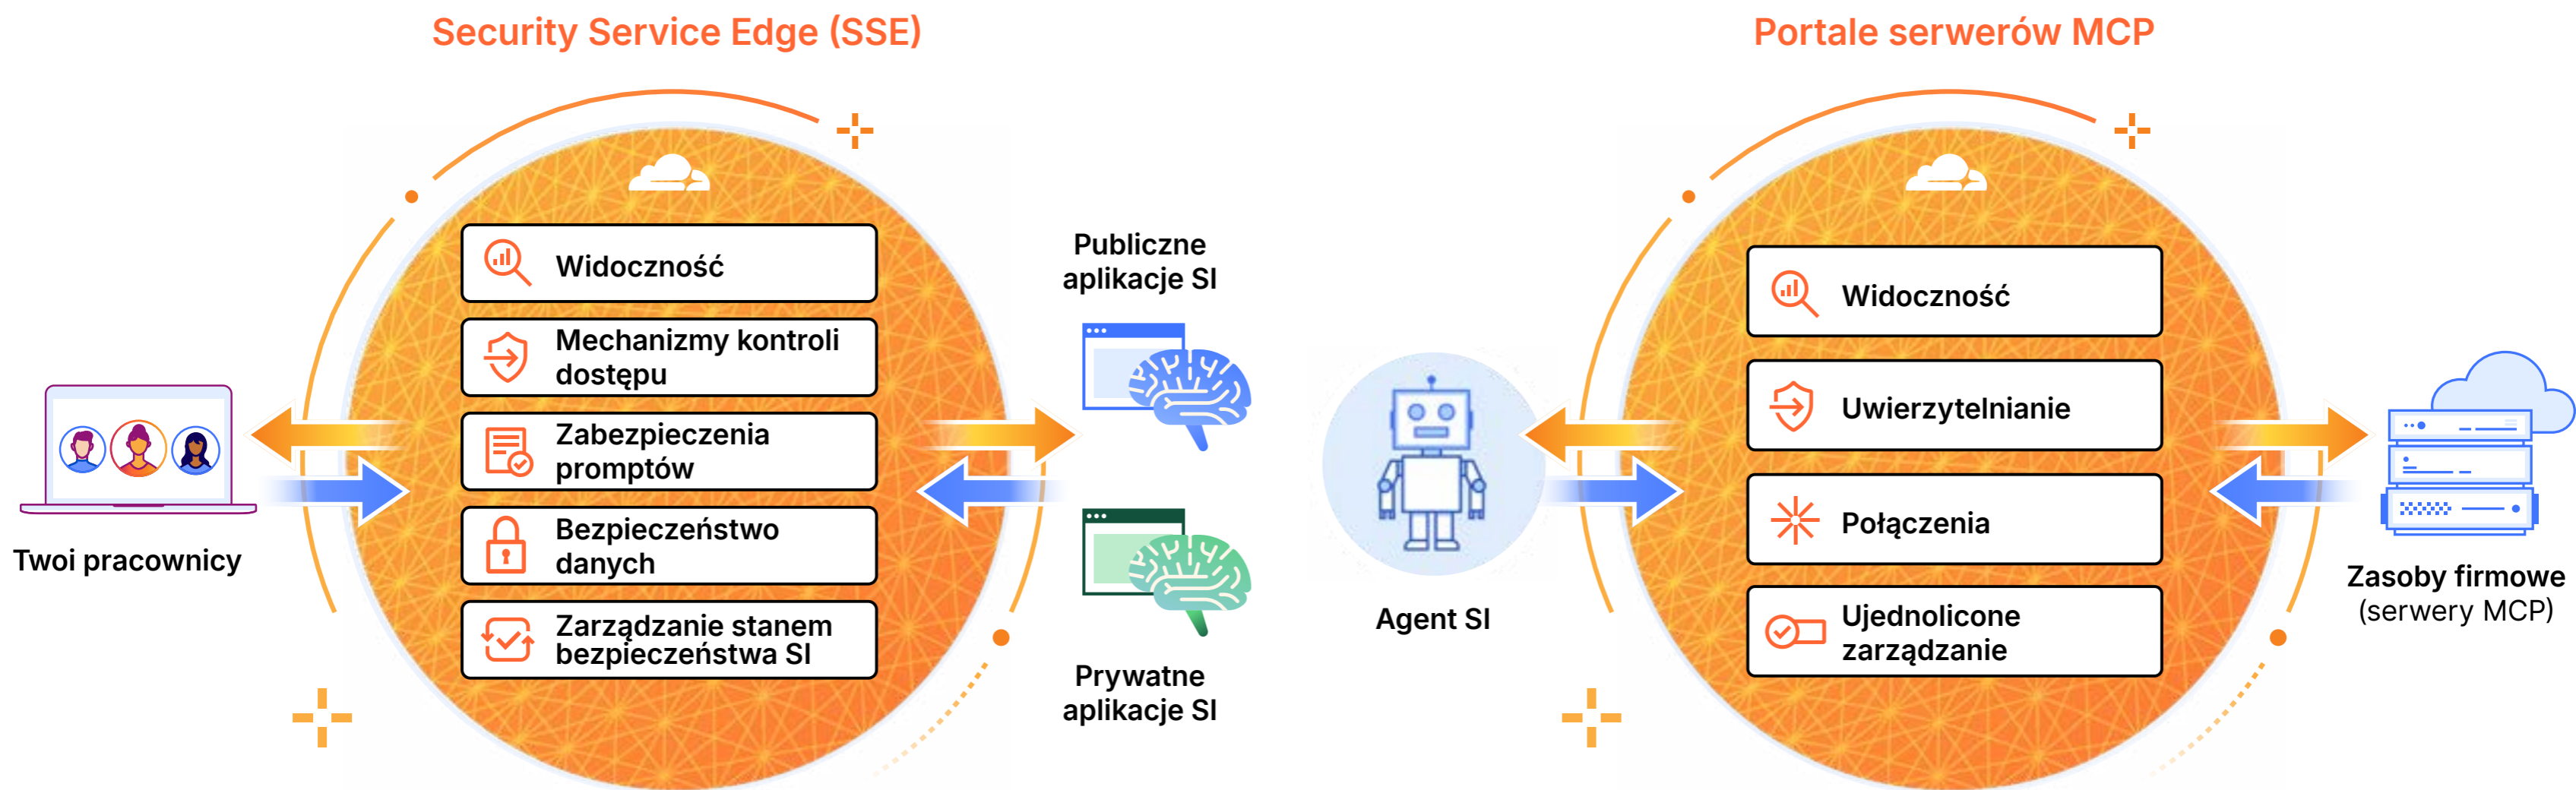 Security Service Edge (SSE)
Widoczność
Mechanizmy kontroli
dostępu
Zabezpieczenia
promptów
Bezpieczeństwo
danych
Zarządzanie stanem
bezpieczeństwa SI
Twoi pracownicy
Publiczne
aplikacje SI
Prywatne
aplikacje SI
Portale serwerów MCP
Widoczność
Uwierzytelnianie
Połączenia
Ujednolicone
zarządzanie
Agent SI
Zasoby firmowe
(serwery MCP)